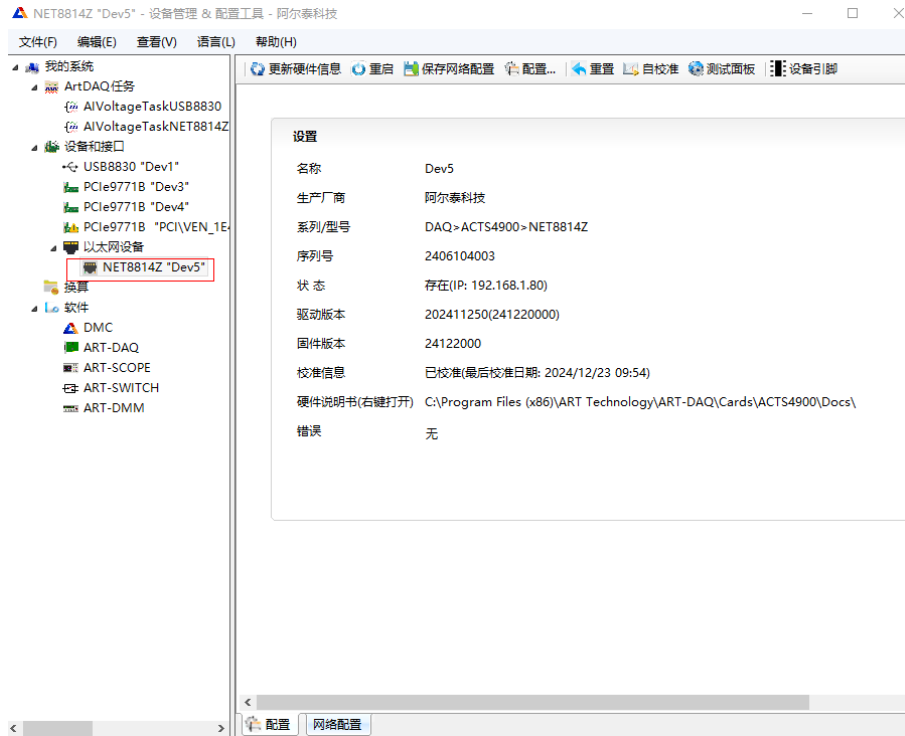 NET8814Z "Dev5" - 设备管理 & 配置工具 - 阿尔泰科技
文件(F) 编辑(E) 查看(V) 语言(L) 帮助(H)
更新硬件信息 重启 保存网络配置 配置... 重置 自校准 测试面板 设备引脚
我的系统
ArtDAQ任务
AIVoltageTaskUSB8830
AIVoltageTaskNET8814Z
设备和接口
USB8830 "Dev1"
PCIe9771B "Dev3"
PCIe9771B "Dev4"
PCIe9771B "PCI\VEN_1E
以太网设备
NET8814Z "Dev5"
换算
软件
DMC
ART-DAQ
ART-SCOPE
ART-SWITCH
ART-DMM
设置
名称 Dev5
生产厂商 阿尔泰科技
系列/型号 DAQ>ACTS4900>NET8814Z
序列号 2406104003
状 态 存在(IP: 192.168.1.80)
驱动版本 202411250(241220000)
固件版本 24122000
校准信息 已校准(最后校准日期: 2024/12/23 09:54)
硬件说明书(右键打开) C:\Program Files (x86)\ART Technology\ART-DAQ\Cards\ACTS4900\Docs\
错误 无
配置 网络配置